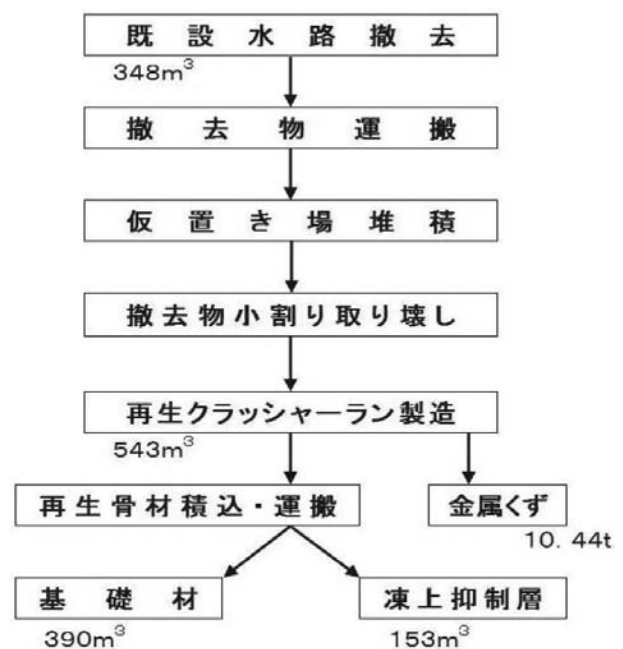 既設水路撤去
348m³
撤去物運搬
仮置き場堆積
撤去物小割り取り壊し
再生クラッシャーラン製造
543m³
再生骨材積込・運搬
金属くず
10.44t
基礎材
凍上抑制層
390m³
153m³